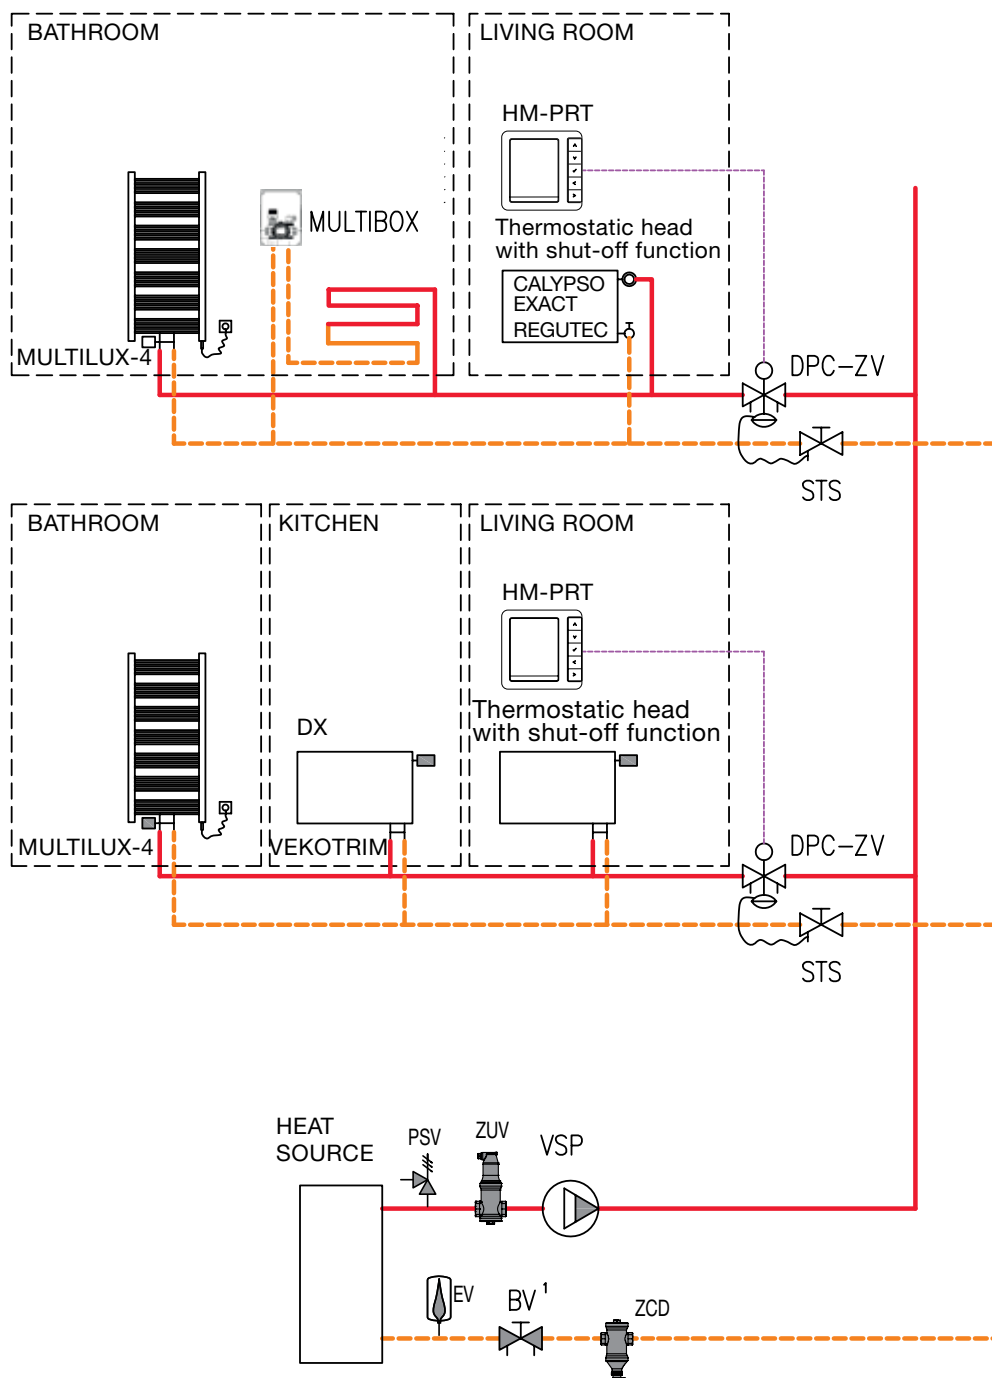 BATHROOM
LIVING ROOM
HM-PRT
MULTIBOX
Thermostatic head
with shut-off function
CALYPSO
EXACT
REGUTEC
MULTILUX-4
DPC-ZV
STS
BATHROOM
KITCHEN
LIVING ROOM
HM-PRT
DX
Thermostatic head
with shut-off function
MULTILUX-4
VEKOTRIM
DPC-ZV
STS
HEAT
SOURCE
PSV
ZUV
VSP
EV
BV 1
ZCD